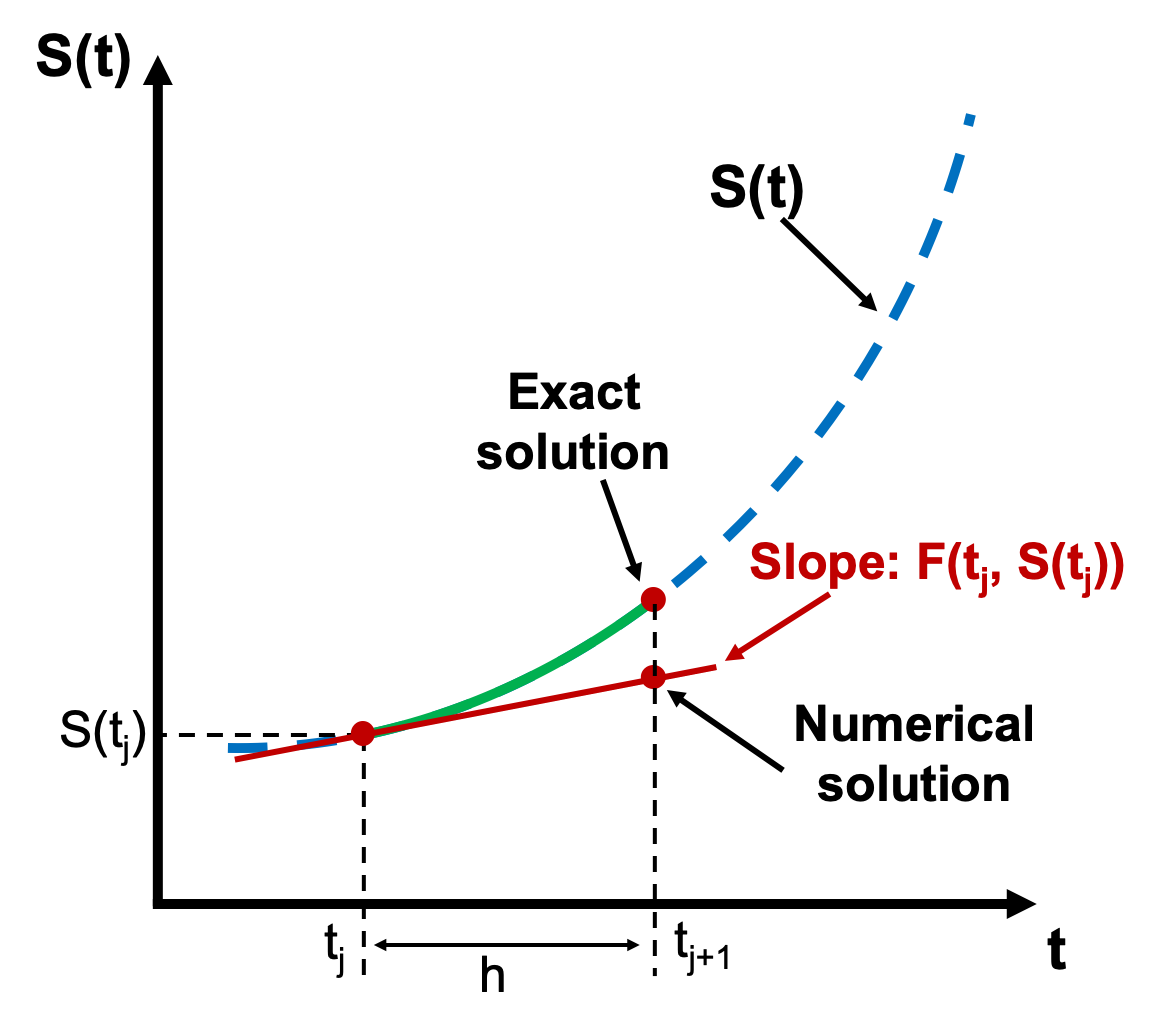 S(t)
S(t)
Exact
solution
Slope: F(tj, S(tj))
S(tj)
Numerical
solution
tj
h
tj+1
t